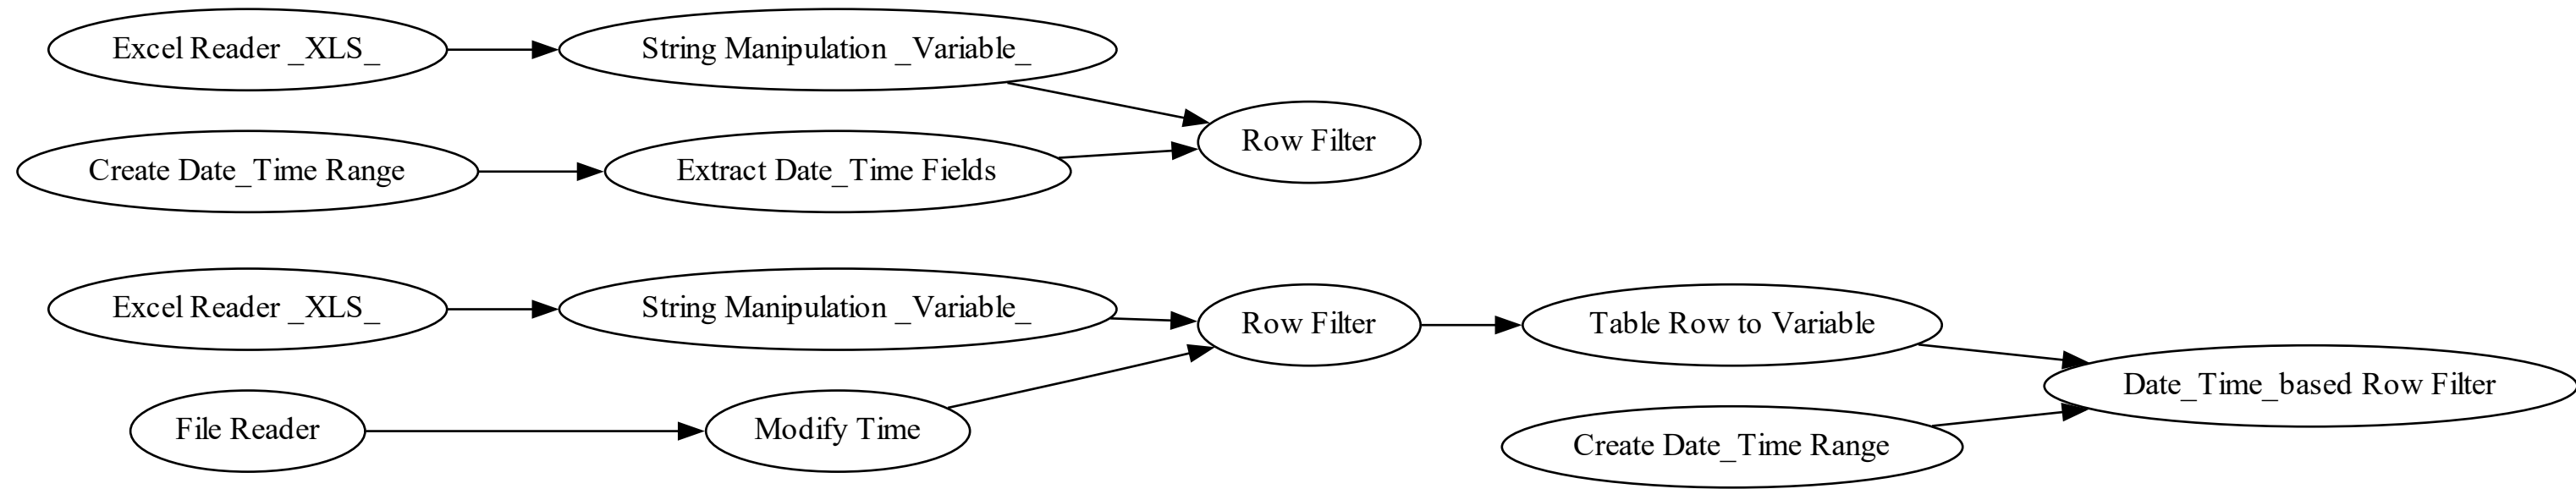 Excel Reader _XLS_
String Manipulation _Variable_
Row Filter
Create Date_Time Range
Extract Date_Time Fields
Excel Reader _XLS_
String Manipulation _Variable_
Row Filter
Table Row to Variable
Date_Time_based Row Filter
File Reader
Modify Time
Create Date_Time Range